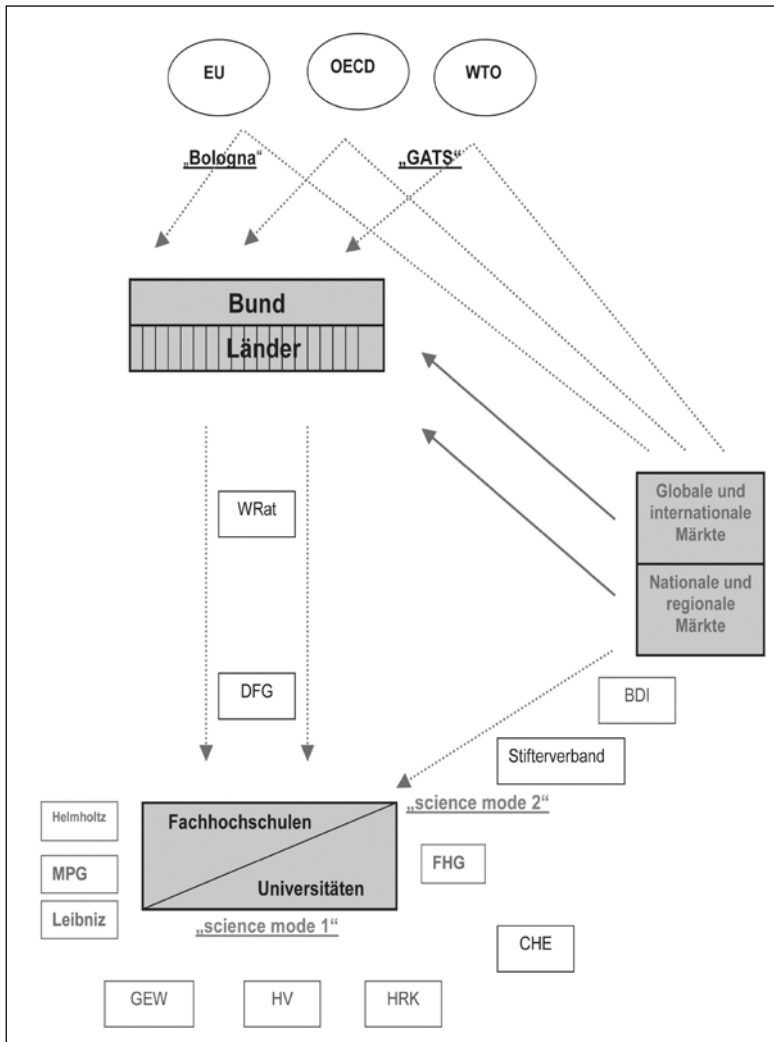 EU
OECD
WTO
„Bologna“
„GATS“
Bund
Länder
WRat
Globale und
internationale
Märkte
Nationale und
regionale
Märkte
DFG
BDI
Stifterverband
„science mode 2“
Helmholtz
Fachhochschulen
MPG
FHG
Universitäten
Leibniz
„science mode 1“
CHE
GEW
HV
HRK